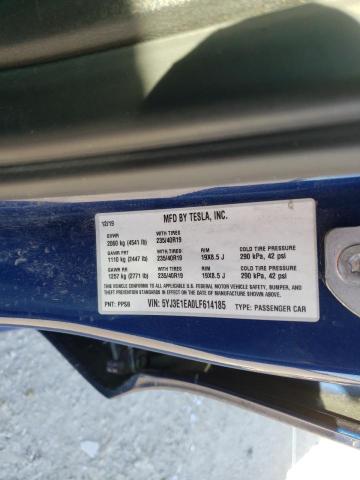 12/19 MFD BY TESLA, INC.
GVWR WITH TIRES
2060 kg (4541 lb) 235/40R19
GAWR FRT WITH TIRES RIM COLD TIRE PRESSURE
1110 kg (2447 lb) 235/40R19 19X8.5 J 290 kPa, 42 psi
GAWR RR WITH TIRES RIM COLD TIRE PRESSURE
1257 kg (2771 lb) 235/40R19 19X8.5 J 290 kPa, 42 psi
THIS VEHICLE CONFORMS TO ALL APPLICABLE U.S. FEDERAL MOTOR VEHICLE SAFETY, BUMPER, AND
THEFT PREVENTION STANDARDS IN EFFECT ON THE DATE OF MANUFACTURE SHOWN ABOVE.
VIN: 5YJ3E1EA0LF614185
PNT: PPSB TYPE: PASSENGER CAR